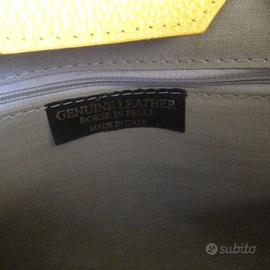 GENUINE LEATHER
BORSE IN PELLE
MADE IN ITALY
subito